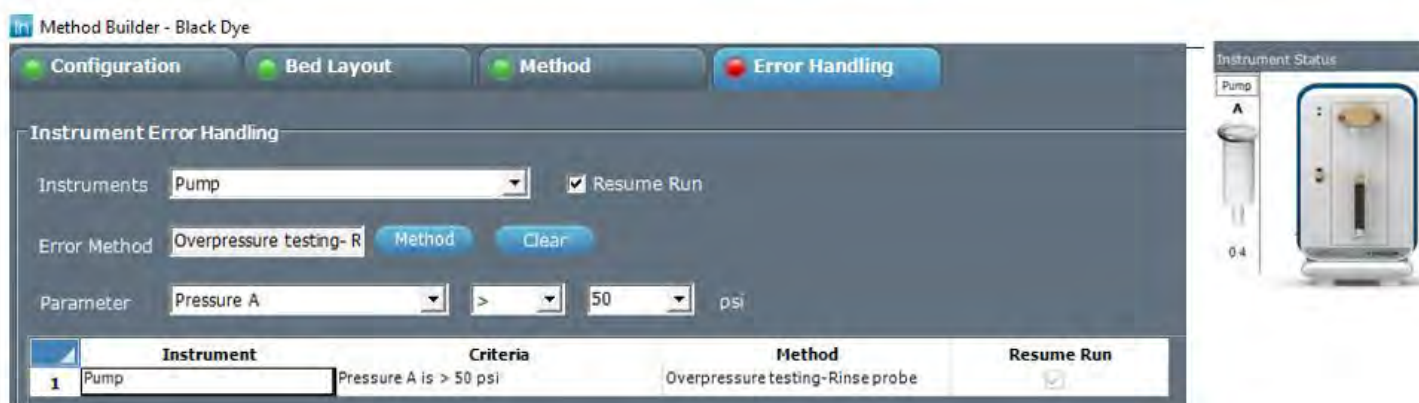 Method Builder - Black Dye
Configuration
Bed Layout
Method
Error Handling
Instrument Error Handling
Instruments
Pump
Resume Run
Error Method
Overpressure testing- R
Method
Clear
Parameter
Pressure A
>
50
psi
Instrument Criteria Method Resume Run
1 Pump Pressure A is > 50 psi Overpressure testing-Rinse probe
Instrument Status
Pump
A